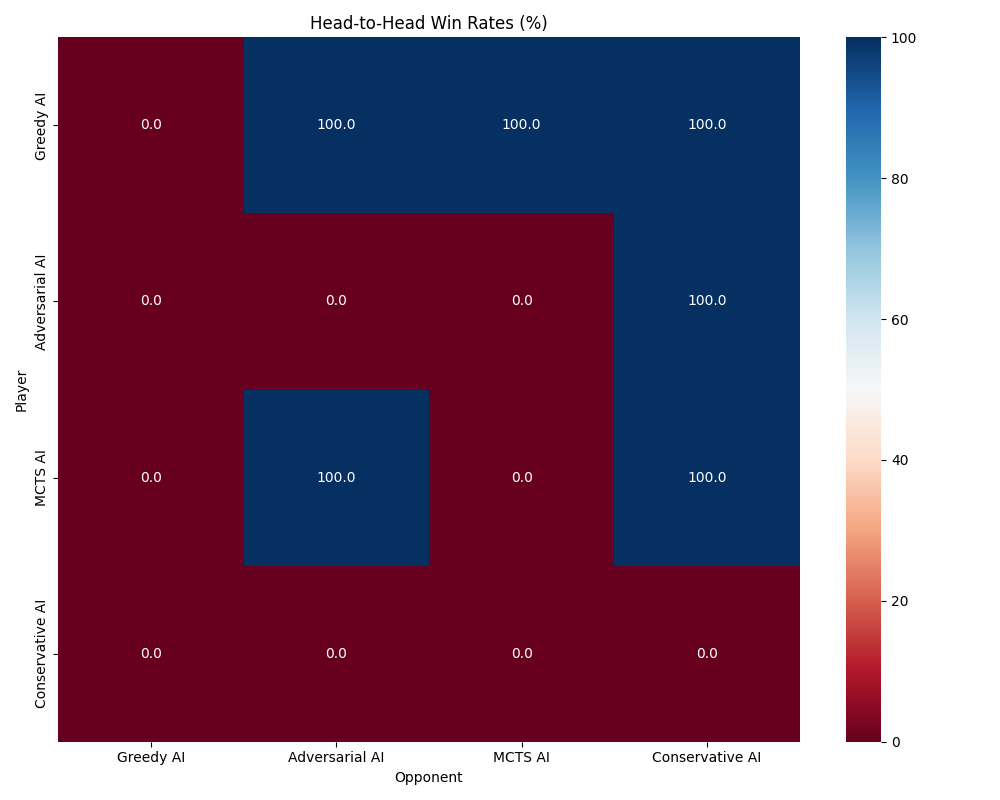 Head-to-Head Win Rates (%)
Player
Greedy AI
0.0 100.0 100.0 100.0
Adversarial AI
0.0 0.0 0.0 100.0
MCTS AI
0.0 100.0 0.0 100.0
Conservative AI
0.0 0.0 0.0 0.0
Greedy AI Adversarial AI MCTS AI Conservative AI
Opponent
100
80
60
40
20
0